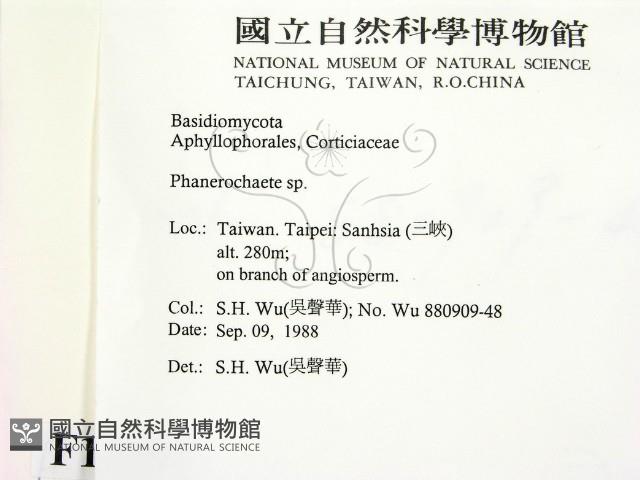 國立自然科學博物館
NATIONAL MUSEUM OF NATURAL SCIENCE
TAICHUNG, TAIWAN, R.O.CHINA
Basidiomycota
Aphyllophorales, Corticiaceae
Phanerochaete sp.
Loc.: Taiwan. Taipei: Sanhsia (三峽)
alt. 280m;
on branch of angiosperm.
Col.: S.H. Wu(吳聲華); No. Wu 880909-48
Date: Sep. 09, 1988
Det.: S.H. Wu(吳聲華)
國立自然科學博物館
NATIONAL MUSEUM OF NATURAL SCIENCE
F1